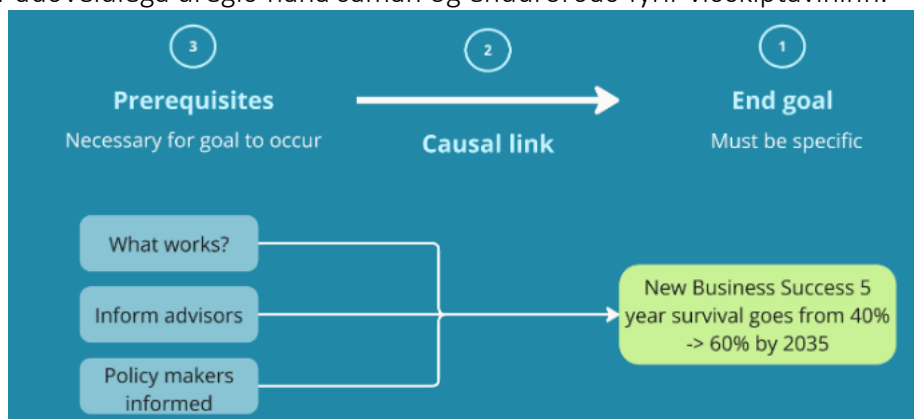 3
2
1
Prerequisites
End goal
Necessary for goal to occur
Causal link
Must be specific
What works?
Inform advisors
Policy makers
informed
New Business Success 5
year survival goes from 40%
-> 60% by 2035